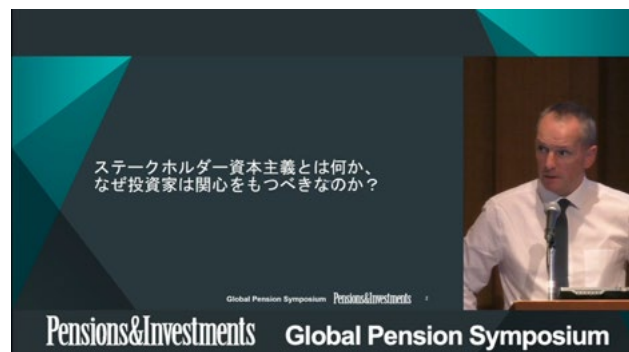 ステークホルダー資本主義とは何か、
なぜ投資家は関心をもつべきなのか？
Global Pension Symposium Pensions&Investments 2
Pensions&Investments Global Pension Symposium